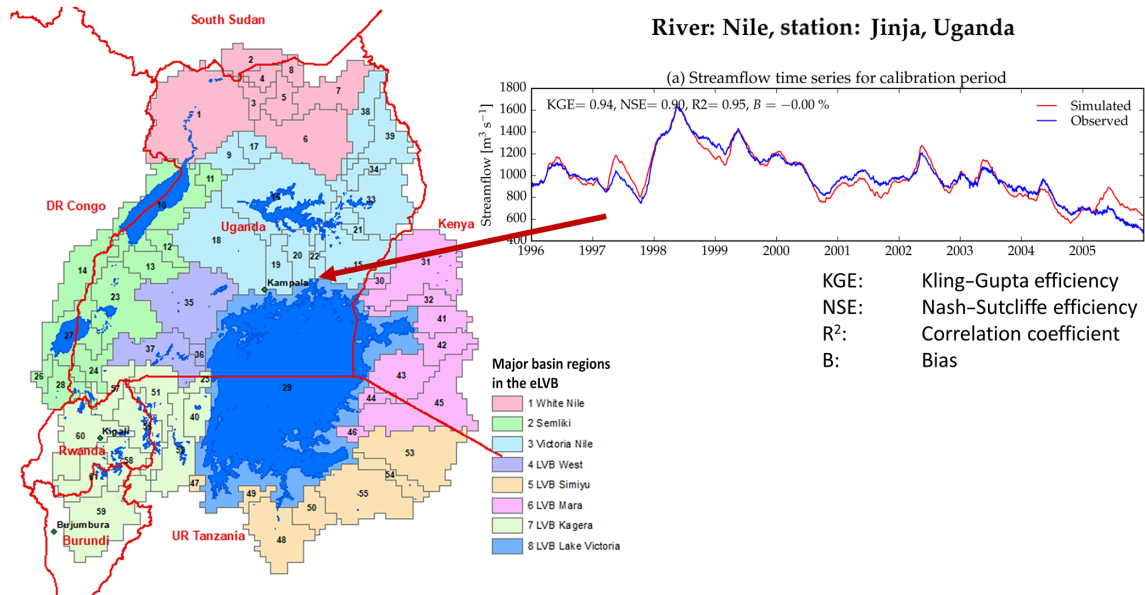 South Sudan
River: Nile, station: Jinja, Uganda
(a) Streamflow time series for calibration period
KGE= 0.94, NSE= 0.90, R2= 0.95, B = −0.00 %
Simulated
Observed
Streamflow [m³ s⁻¹]
1800
1600
1400
1200
1000
800
600
400
1996 1997 1998 1999 2000 2001 2002 2003 2004 2005
2
8
4
7
5
3
1
6
38
39
17
9
34
11
DR Congo
10
16
33
Uganda
Kenya
21
12
18
20
22
31
14
13
19
15
30
Kampala
23
35
32
41
27
37
36
42
24
25
43
26
28
29
57
51
44
45
40
46
60
Kigali
Rwanda
58
53
47
54
49
55
59
50
Bujumbura
Burundi
UR Tanzania
48
KGE: Kling–Gupta efficiency
NSE: Nash–Sutcliffe efficiency
R²: Correlation coefficient
B: Bias
Major basin regions
in the eLVB
1 White Nile
2 Semliki
3 Victoria Nile
4 LVB West
5 LVB Simiyu
6 LVB Mara
7 LVB Kagera
8 LVB Lake Victoria